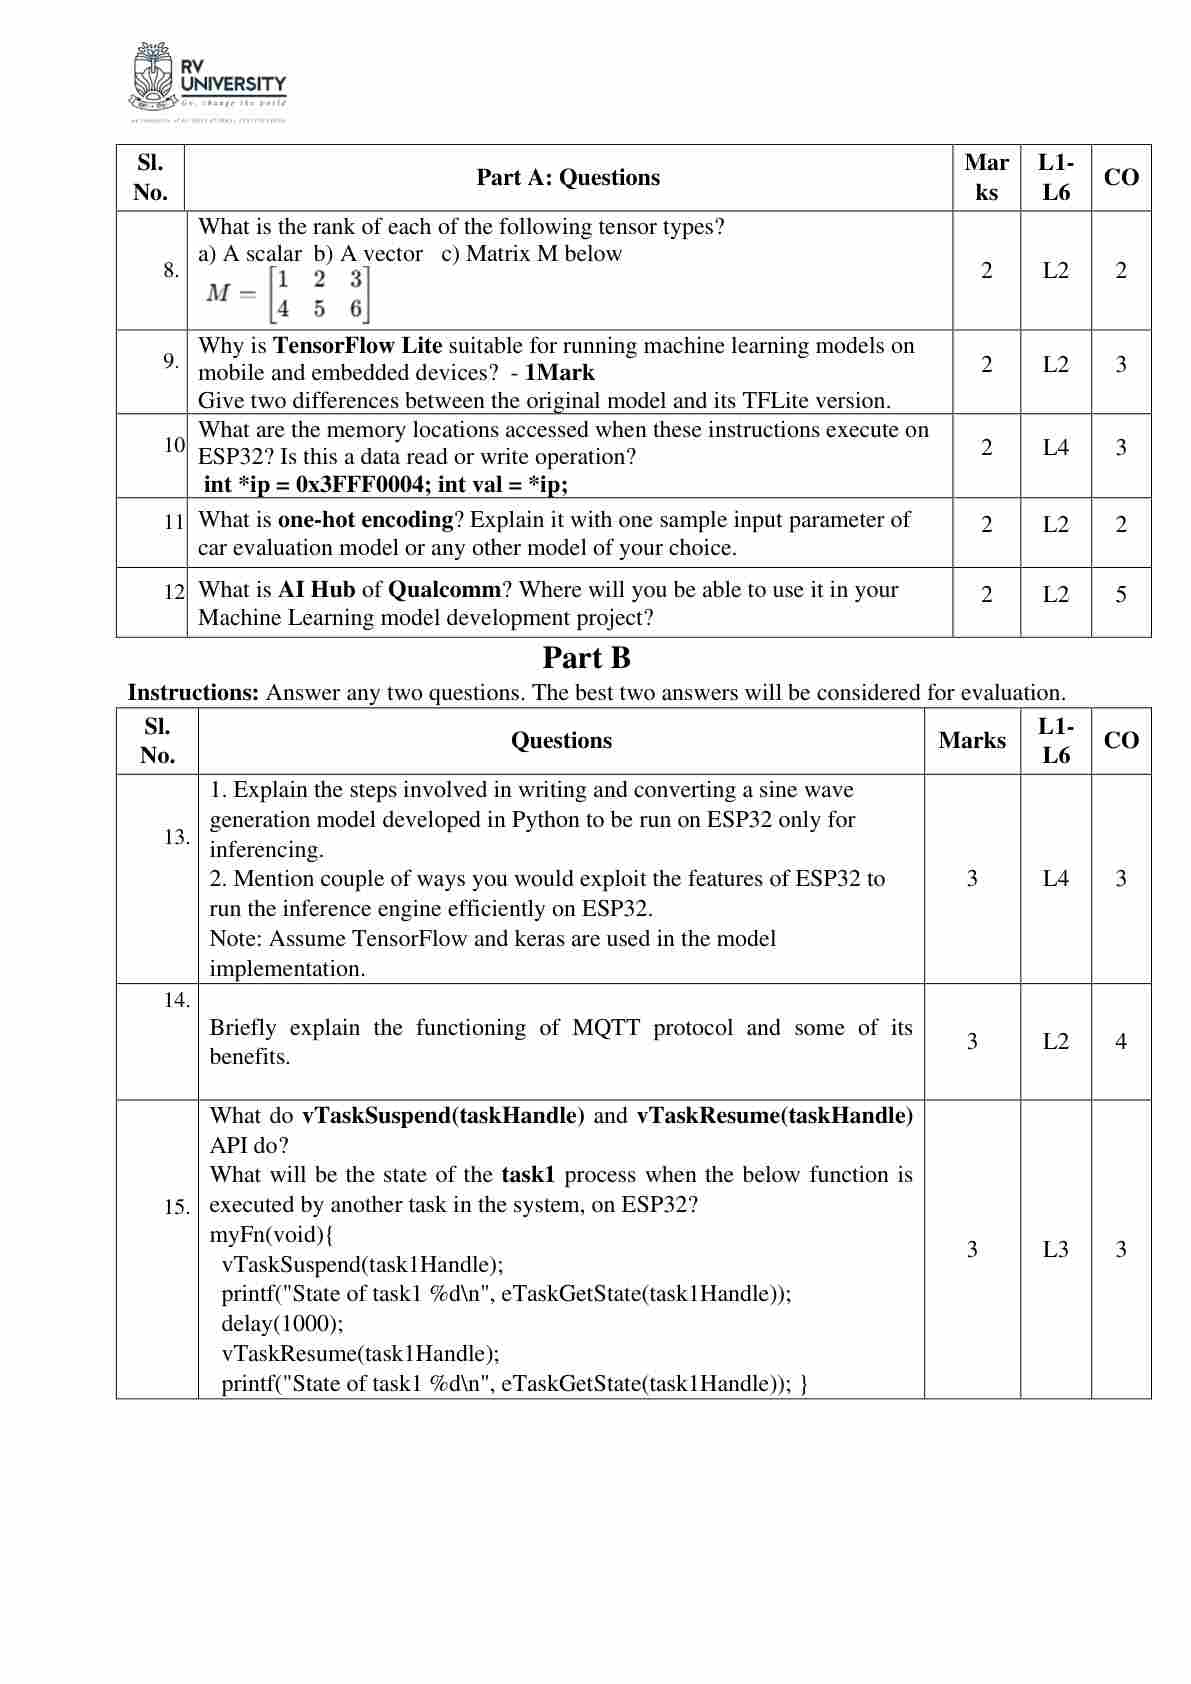 RV
UNIVERSITY
Go, change the world
Sl. No. Part A: Questions Mar ks L1- L6 CO
8. What is the rank of each of the following tensor types? 2 L2 2
a) A scalar b) A vector c) Matrix M below
M = [1 2 3
4 5 6]
9. Why is TensorFlow Lite suitable for running machine learning models on 2 L2 3
mobile and embedded devices? - 1Mark
Give two differences between the original model and its TFLite version.
10 What are the memory locations accessed when these instructions execute on 2 L4 3
ESP32? Is this a data read or write operation?
int *ip = 0x3FFF0004; int val = *ip;
11 What is one-hot encoding? Explain it with one sample input parameter of 2 L2 2
car evaluation model or any other model of your choice.
12 What is AI Hub of Qualcomm? Where will you be able to use it in your 2 L2 5
Machine Learning model development project?
Part B
Instructions: Answer any two questions. The best two answers will be considered for evaluation.
Sl. No. Questions Marks L1- L6 CO
13. 1. Explain the steps involved in writing and converting a sine wave 3 L4 3
generation model developed in Python to be run on ESP32 only for
inferencing.
2. Mention couple of ways you would exploit the features of ESP32 to
run the inference engine efficiently on ESP32.
Note: Assume TensorFlow and keras are used in the model
implementation.
14. Briefly explain the functioning of MQTT protocol and some of its 3 L2 4
benefits.
15. What do vTaskSuspend(taskHandle) and vTaskResume(taskHandle) 3 L3 3
API do?
What will be the state of the task1 process when the below function is
executed by another task in the system, on ESP32?
myFn(void){
vTaskSuspend(task1Handle);
printf("State of task1 %d\n", eTaskGetState(task1Handle));
delay(1000);
vTaskResume(task1Handle);
printf("State of task1 %d\n", eTaskGetState(task1Handle)); }